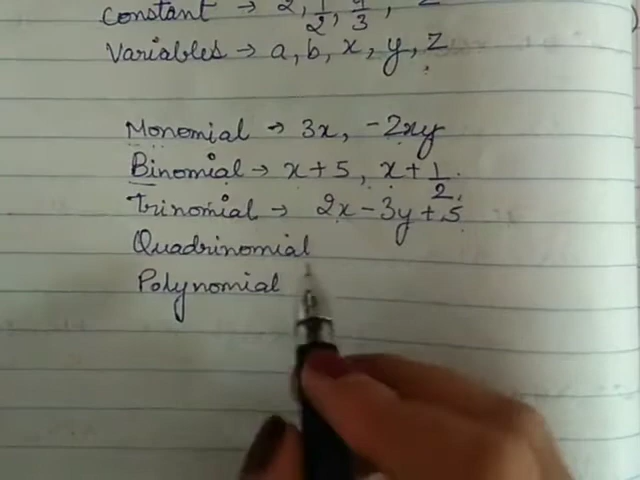 Constant → 2, 1/2, 4/3,
Variables → a, b, x, y, z
Monomial → 3x, -2xy
Binomial → x + 5, x + 1/2
Trinomial → 2x - 3y + 5
Quadrinomial
Polynomial